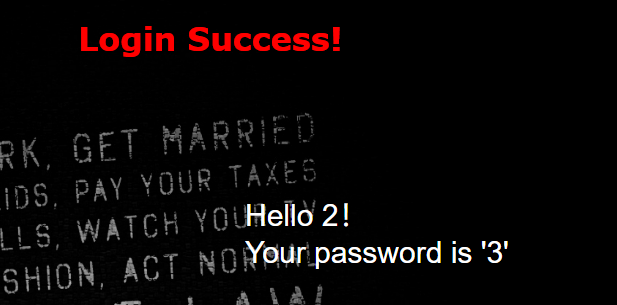 Login Success!
RK, GET MARRIED
IDS, PAY YOUR TAXES
LLS, WATCH YOUR TV
Hello 2!
SHION, ACT NORMAL
Your password is '3'